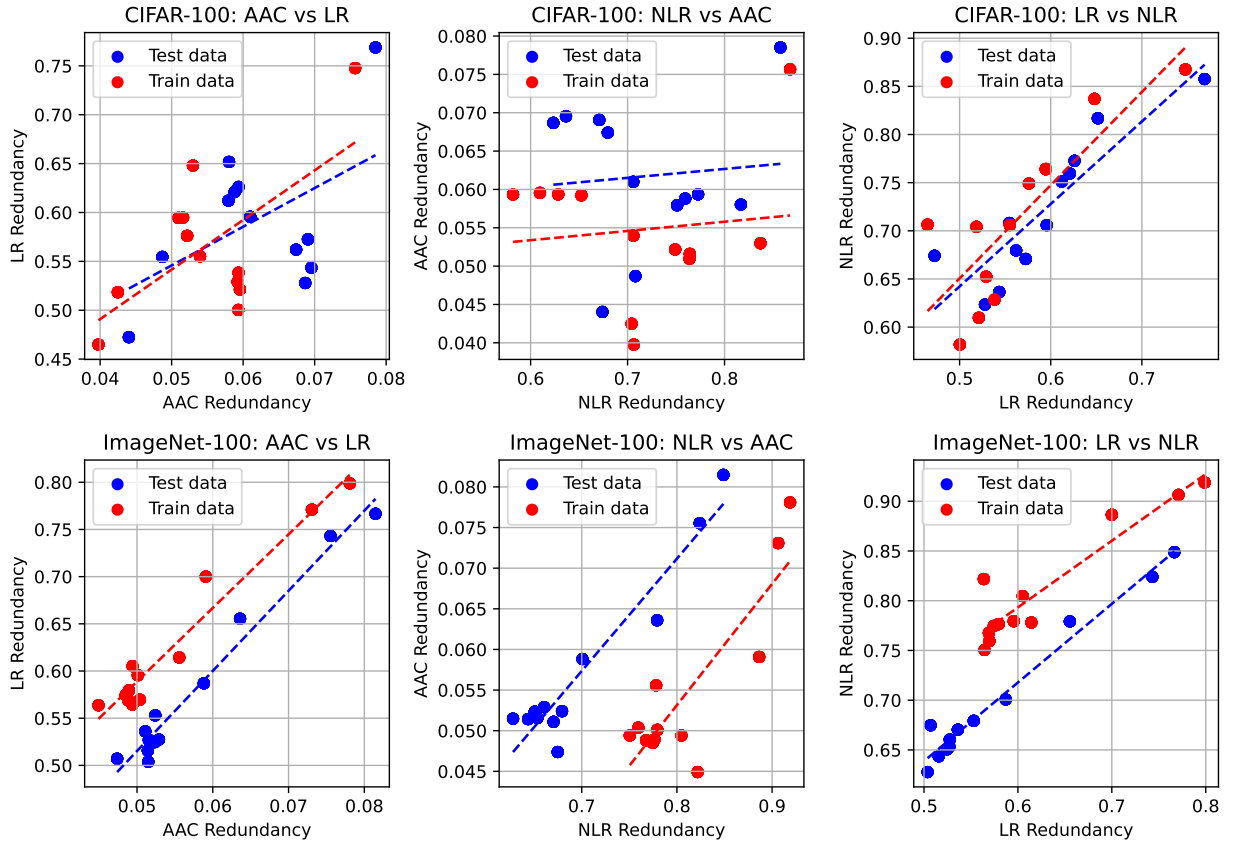 CIFAR-100: AAC vs LR
Test data
Train data
LR Redundancy
0.75
0.70
0.65
0.60
0.55
0.50
0.45
0.04 0.05 0.06 0.07 0.08
AAC Redundancy
CIFAR-100: NLR vs AAC
Test data
Train data
AAC Redundancy
0.080
0.075
0.070
0.065
0.060
0.055
0.050
0.045
0.040
0.6 0.7 0.8
NLR Redundancy
CIFAR-100: LR vs NLR
Test data
Train data
NLR Redundancy
0.90
0.85
0.80
0.75
0.70
0.65
0.60
0.5 0.6 0.7
LR Redundancy
ImageNet-100: AAC vs LR
Test data
Train data
LR Redundancy
0.80
0.75
0.70
0.65
0.60
0.55
0.50
0.05 0.06 0.07 0.08
AAC Redundancy
ImageNet-100: NLR vs AAC
Test data
Train data
AAC Redundancy
0.080
0.075
0.070
0.065
0.060
0.055
0.050
0.045
0.7 0.8 0.9
NLR Redundancy
ImageNet-100: LR vs NLR
Test data
Train data
NLR Redundancy
0.90
0.85
0.80
0.75
0.70
0.65
0.5 0.6 0.7 0.8
LR Redundancy